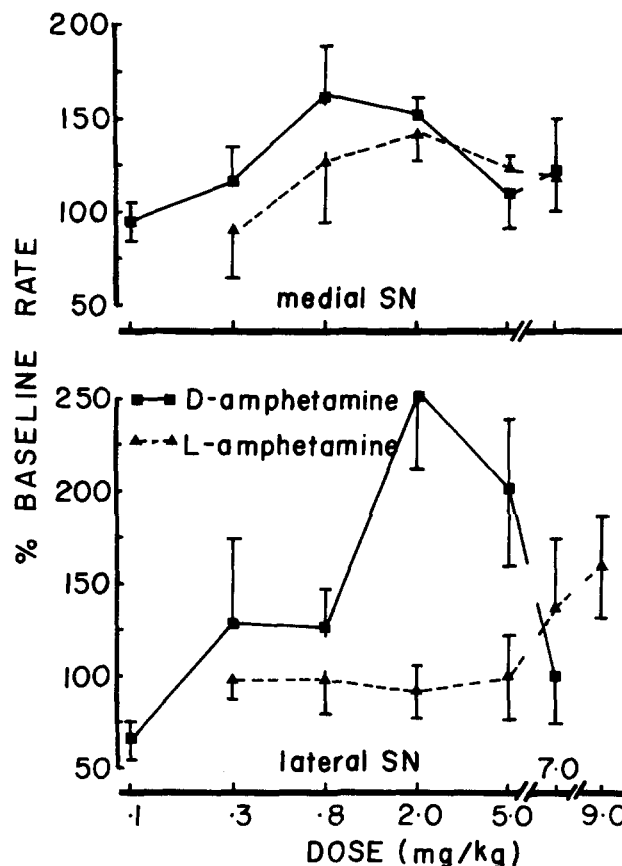 200
150
100
50
medial SN
% BASELINE RATE
D-amphetamine
L-amphetamine
250
200
150
100
50
lateral SN
7.0
.1 .3 .8 2.0 5.0 9.0
DOSE (mg/kg)